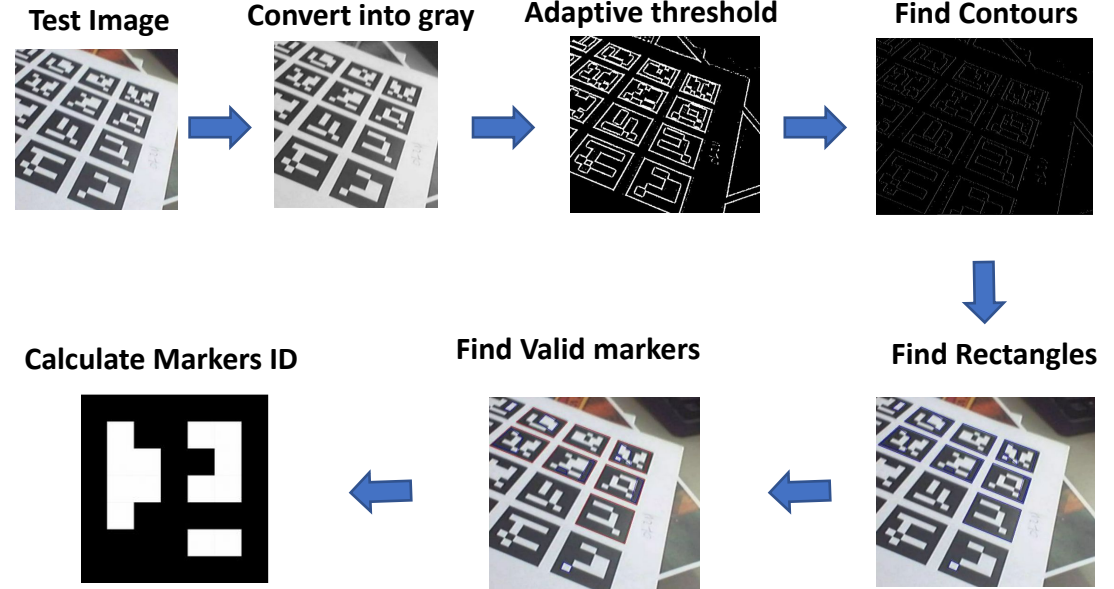 Test Image
Convert into gray
Adaptive threshold
Find Contours
Find Rectangles
Find Valid markers
Calculate Markers ID